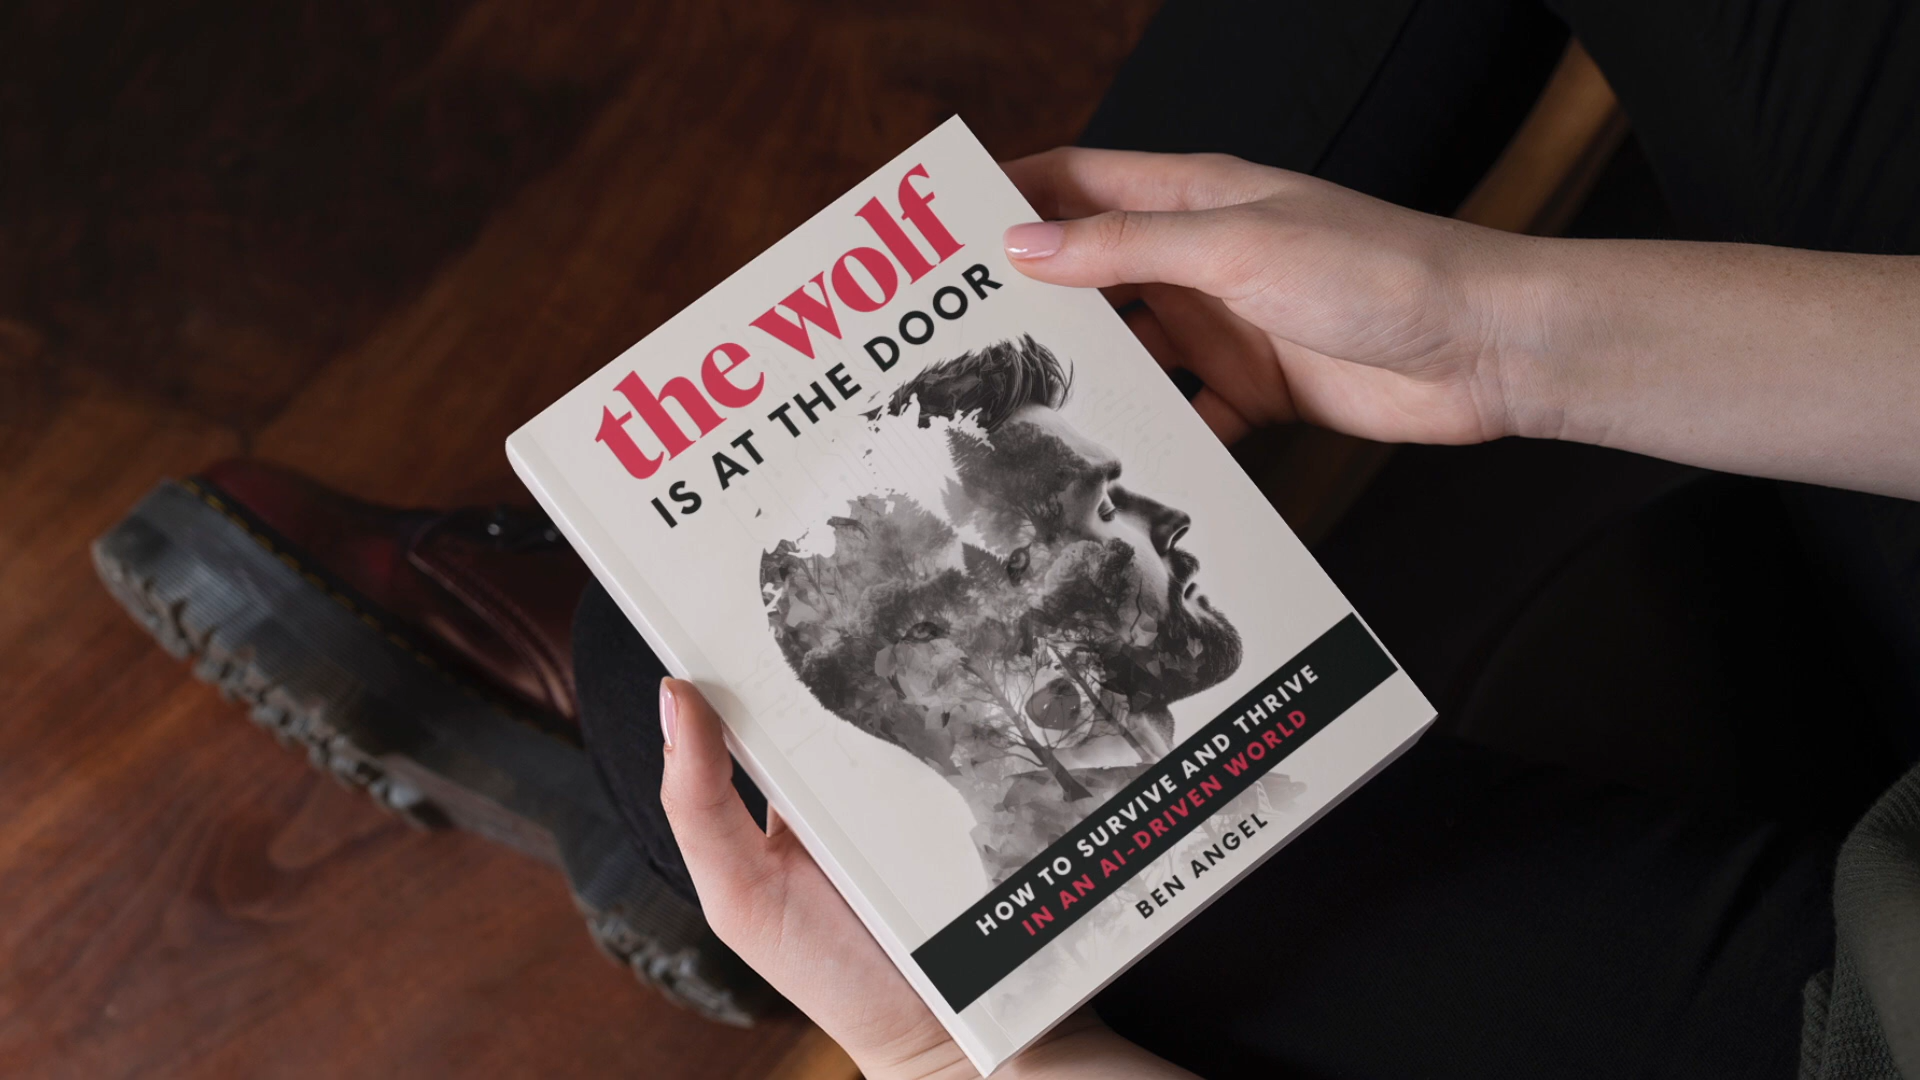 the wolf
IS AT THE DOOR
HOW TO SURVIVE AND THRIVE
IN AN AI-DRIVEN WORLD
BEN ANGEL